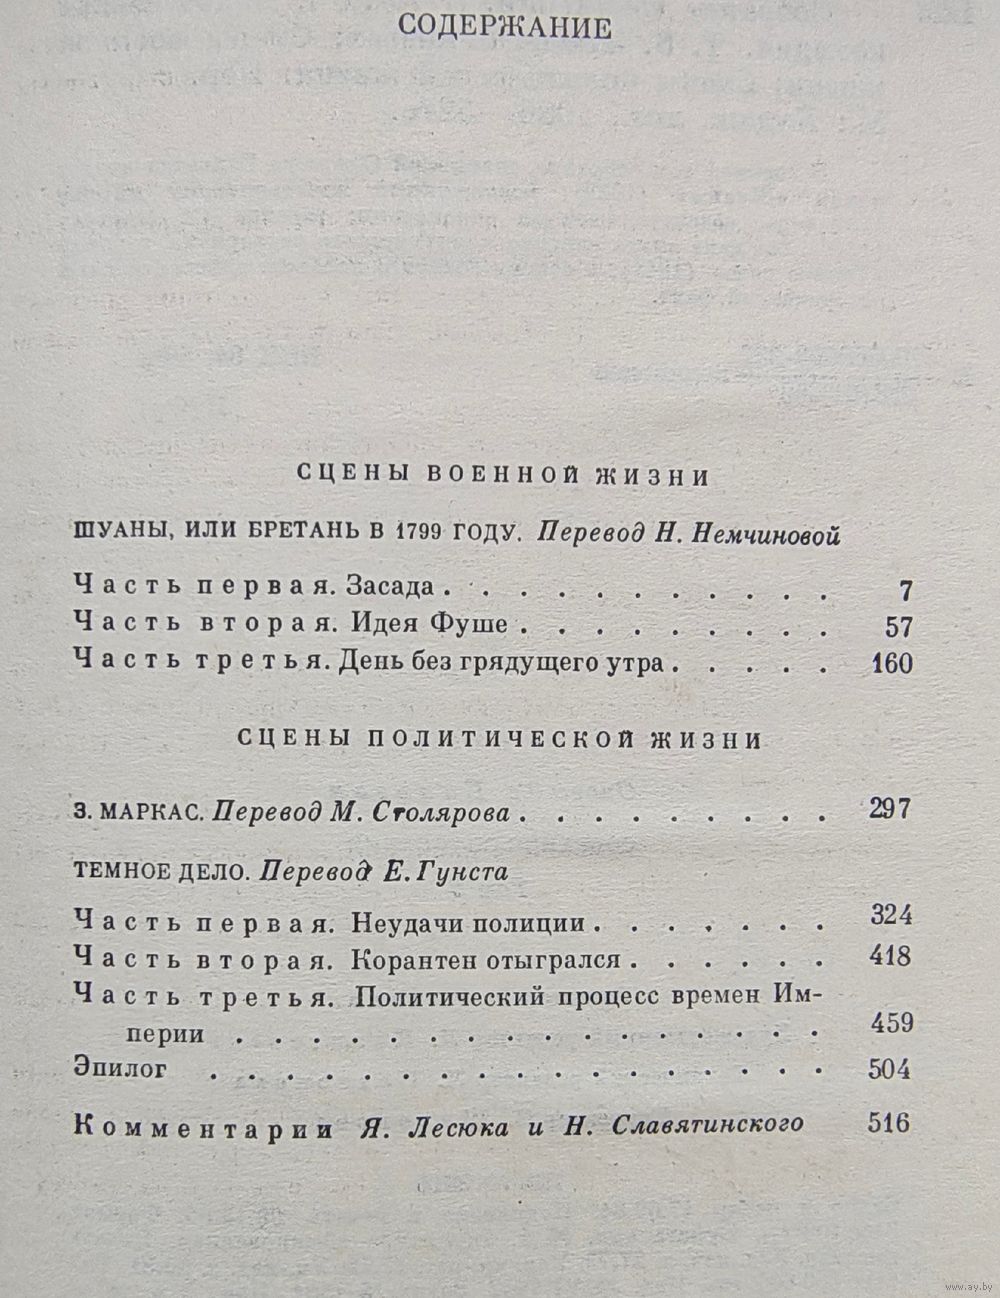 СОДЕРЖАНИЕ
СЦЕНЫ ВОЕННОЙ ЖИЗНИ
ШУАНЫ, ИЛИ БРЕТАНЬ В 1799 ГОДУ. Перевод Н. Немчиновой
Часть первая. Засада . . . . . . . . . . . 7
Часть вторая. Идея Фуше . . . . . . . . . 57
Часть третья. День без грядущего утра . . . . . 160
СЦЕНЫ ПОЛИТИЧЕСКОЙ ЖИЗНИ
З. МАРКАС. Перевод М. Столярова . . . . . . . . . 297
ТЕМНОЕ ДЕЛО. Перевод Е. Гунста
Часть первая. Неудачи полиции . . . . . . . 324
Часть вторая. Корантен отыгрался . . . . . . 418
Часть третья. Политический процесс времен Им-
перии . . . . . . . . . . . . . . . . 459
Эпилог . . . . . . . . . . . . . . . . . 504
Комментарии Я. Лесюка и Н. Славятинского 516
www.ay.by